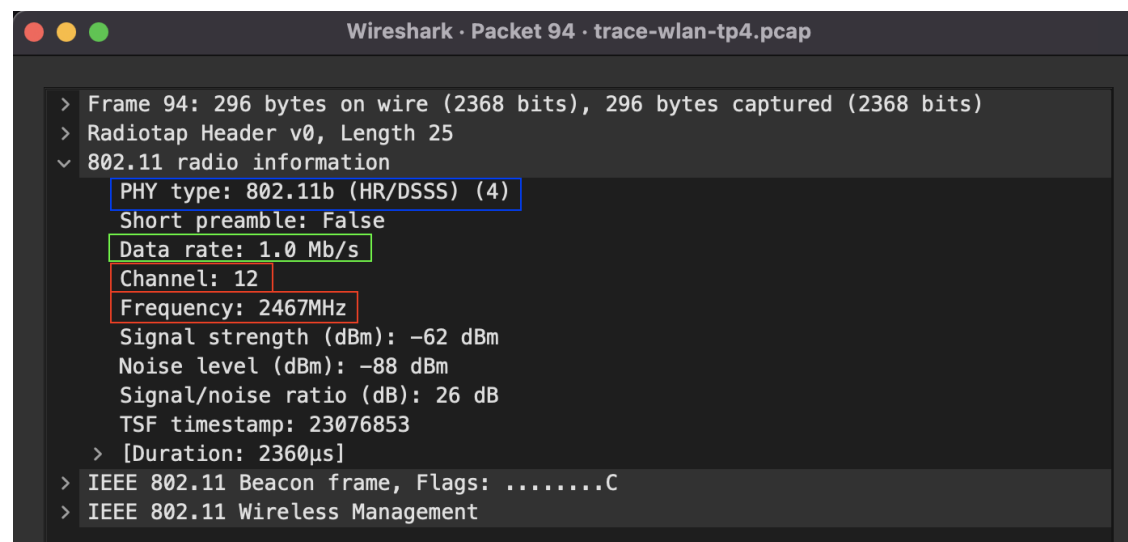 Wireshark · Packet 94 · trace-wlan-tp4.pcap
Frame 94: 296 bytes on wire (2368 bits), 296 bytes captured (2368 bits)
Radiotap Header v0, Length 25
802.11 radio information
PHY type: 802.11b (HR/DSSS) (4)
Short preamble: False
Data rate: 1.0 Mb/s
Channel: 12
Frequency: 2467MHz
Signal strength (dBm): −62 dBm
Noise level (dBm): −88 dBm
Signal/noise ratio (dB): 26 dB
TSF timestamp: 23076853
[Duration: 2360μs]
IEEE 802.11 Beacon frame, Flags: ........C
IEEE 802.11 Wireless Management